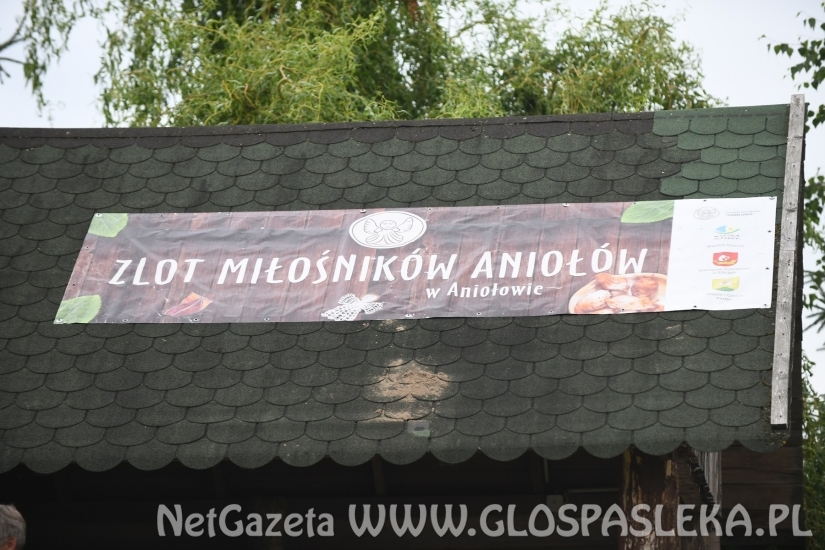 ZLOT MIŁOŚNIKÓW ANIOŁÓW
w Aniołowie
NetGazeta WWW.GLOSPASLEKA.PL